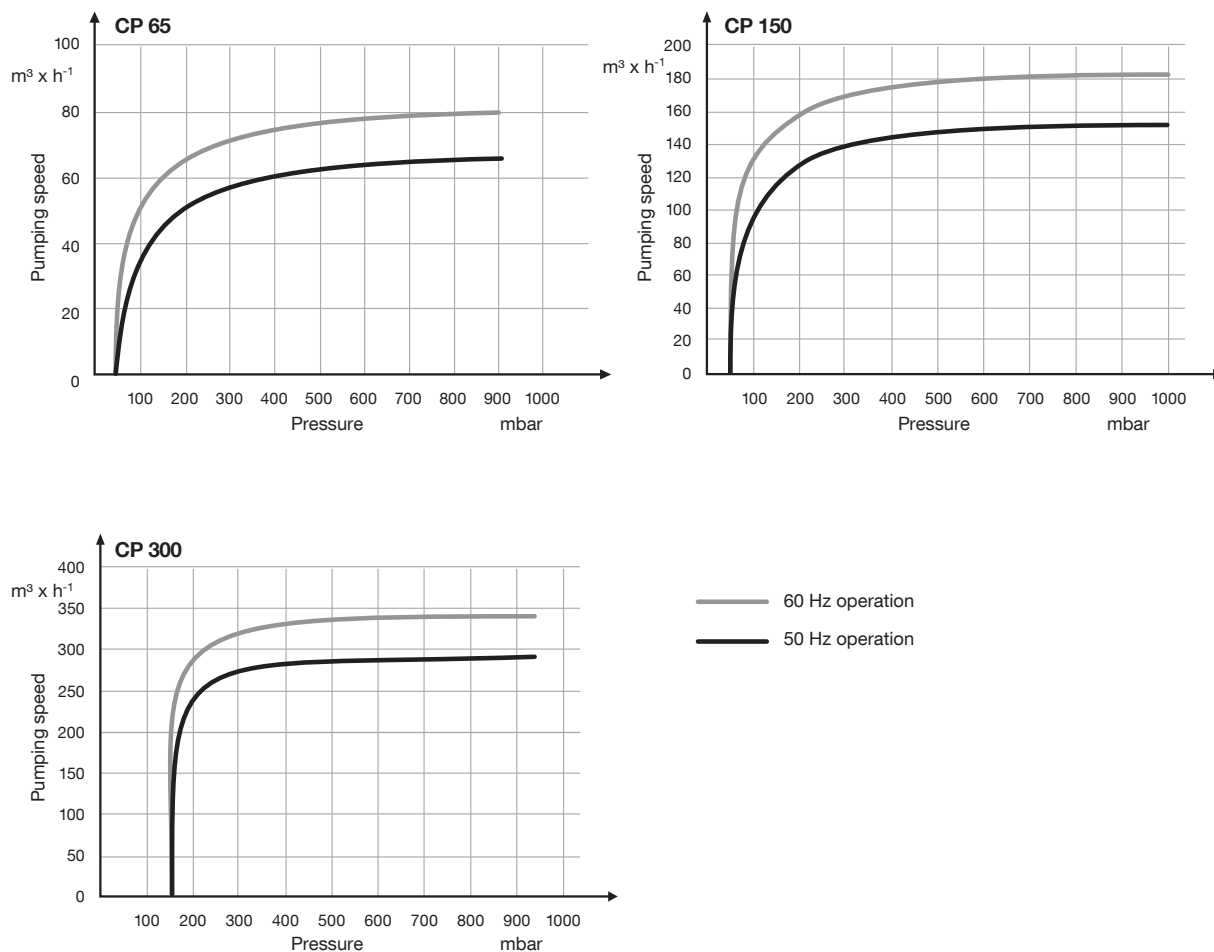 CP 65
100
m³ x h⁻¹
80
60
40
20
0
Pumping speed
100 200 300 400 500 600 700 800 900 1000
Pressure mbar
CP 150
200
m³ x h⁻¹
180
160
140
120
100
80
60
40
20
0
Pumping speed
100 200 300 400 500 600 700 800 900 1000
Pressure mbar
CP 300
400
m³ x h⁻¹
350
300
250
200
150
100
50
0
Pumping speed
100 200 300 400 500 600 700 800 900 1000
Pressure mbar
60 Hz operation
50 Hz operation